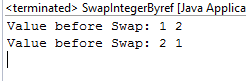 <terminated> SwapIntegerByref [Java Applica
Value before Swap: 1 2
Value before Swap: 2 1